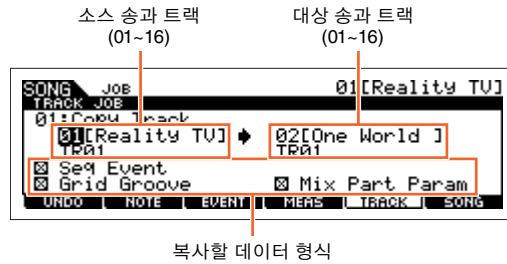 소스 송과 트랙
(01~16)
대상 송과 트랙
(01~16)
SONG JOB 01[Reality TV]
TRACK JOB
01:Copy Track
01[Reality TV] 02[One World ]
TR01 TR01
Seq Event
Grid Groove Mix Part Param
UNDO NOTE EVENT MEAS TRACK SONG
복사할 데이터 형식